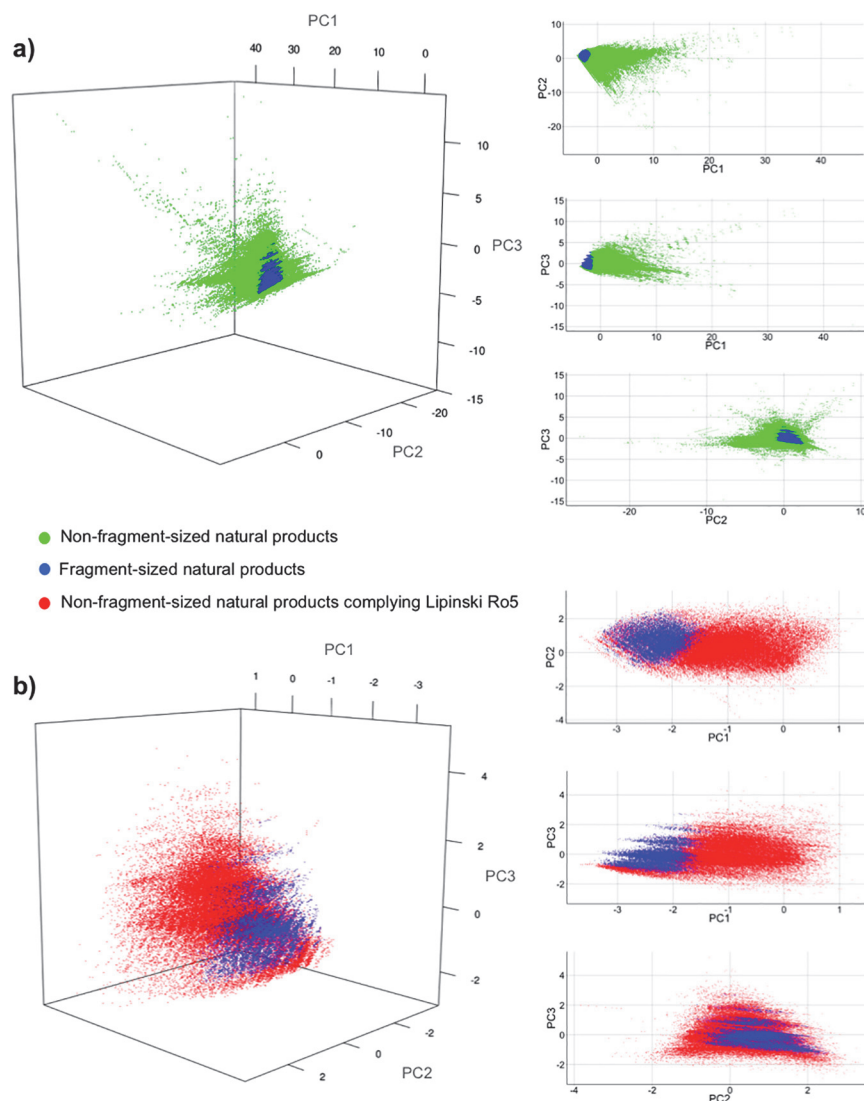 a)
PC1
40 30 20 10 0
10
5
0
PC3
-5
-10
-15
-20
-10
0
PC2
PC2
0
-10
-20
0 10 20 30 40
PC1
PC3
15
10
5
0
-5
-10
-15
0 10 20 30 40
PC1
PC3
15
10
5
0
-5
-10
-15
-20 -10 0 10
PC2
Non-fragment-sized natural products
Fragment-sized natural products
Non-fragment-sized natural products complying Lipinski Ro5
b)
PC1
1 0 -1 -2 -3
4
2
PC3
0
-2
-2
0
2
PC2
PC2
2
0
-2
-4
-3 -2 -1 0 1
PC1
PC3
4
2
0
-2
-3 -2 -1 0 1
PC1
PC3
4
2
0
-2
-4 -2 0 2
PC2